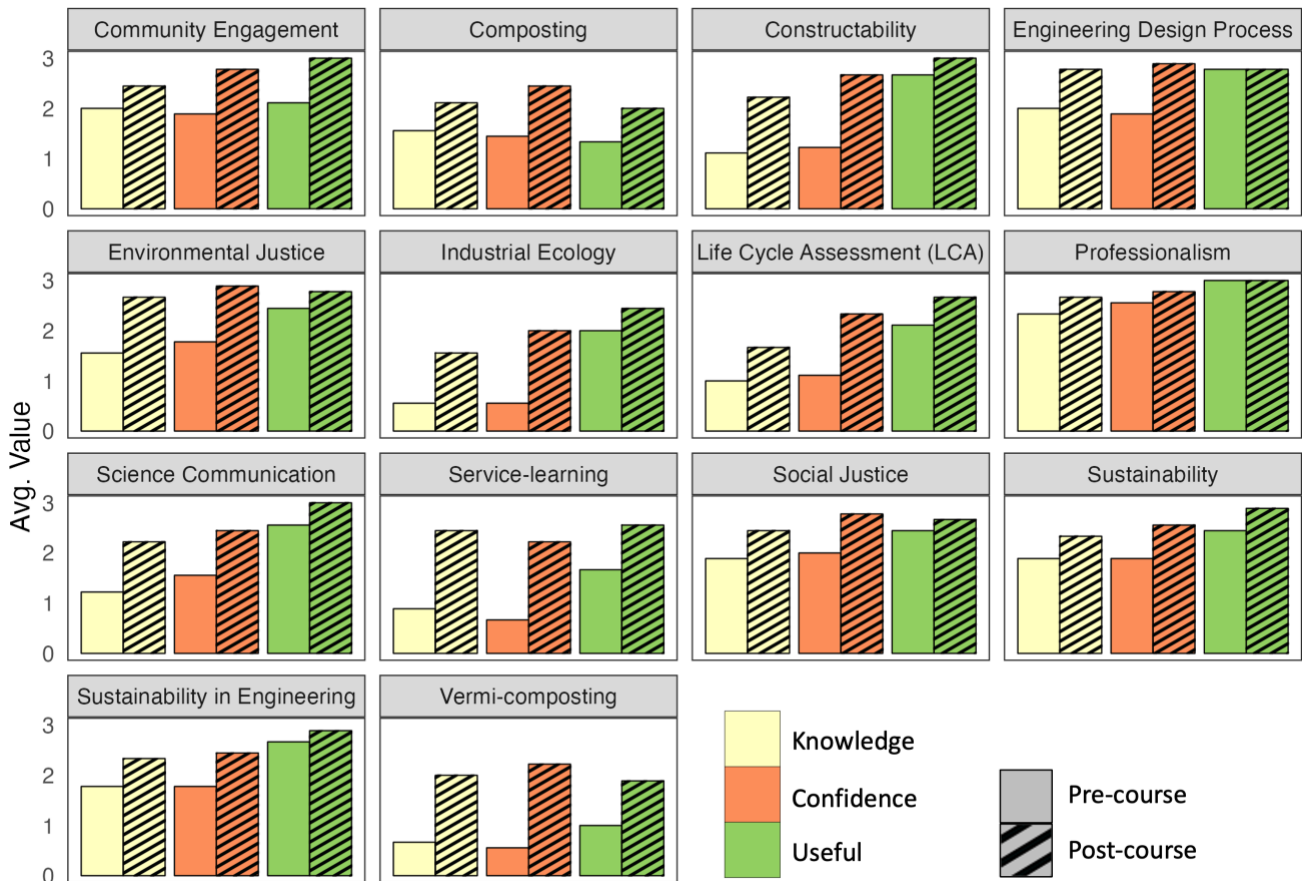 Community Engagement
Composting
Constructability
Engineering Design Process
3
2
1
0
Environmental Justice
Industrial Ecology
Life Cycle Assessment (LCA)
Professionalism
3
2
1
0
Avg. Value
Science Communication
Service-learning
Social Justice
Sustainability
3
2
1
0
Sustainability in Engineering
Vermi-composting
3
2
1
0
Knowledge
Confidence
Useful
Pre-course
Post-course